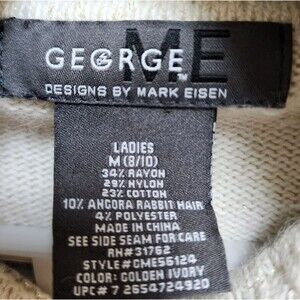 GEORGE ME
DESIGNS BY MARK EISEN
LADIES
M (8/10)
34% RAYON
29% NYLON
23% COTTON
10% ANGORA RABBIT HAIR
4% POLYESTER
MADE IN CHINA
SEE SIDE SEAM FOR CARE
RN#31762
STYLE#GME56124
COLOR: GOLDEN IVORY
UPC# 7 2654724920